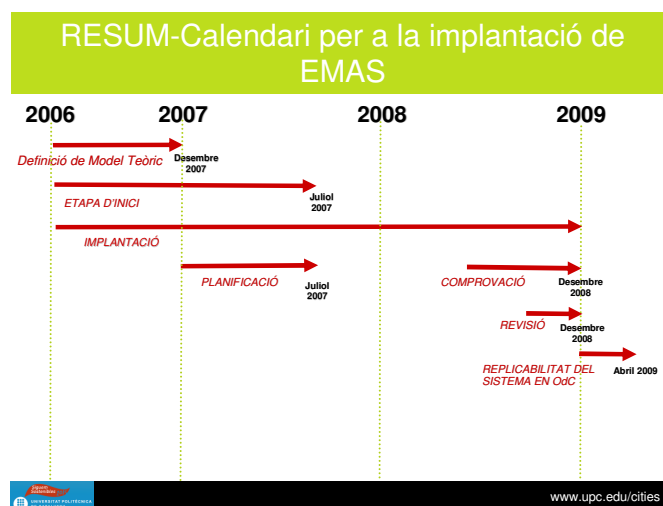 RESUM-Calendari per a la implantació de
EMAS
2006 2007 2008 2009
Definició de Model Teòric
Desembre
2007
ETAPA D'INICI
Juliol
2007
IMPLANTACIÓ
PLANIFICACIÓ
Juliol
2007
COMPROVACIÓ
Desembre
2008
REVISIÓ
Desembre
2008
REPLICABILITAT DEL
SISTEMA EN OdC
Abril 2009
UNIVERSITAT POLITÈCNICA
www.upc.edu/cities